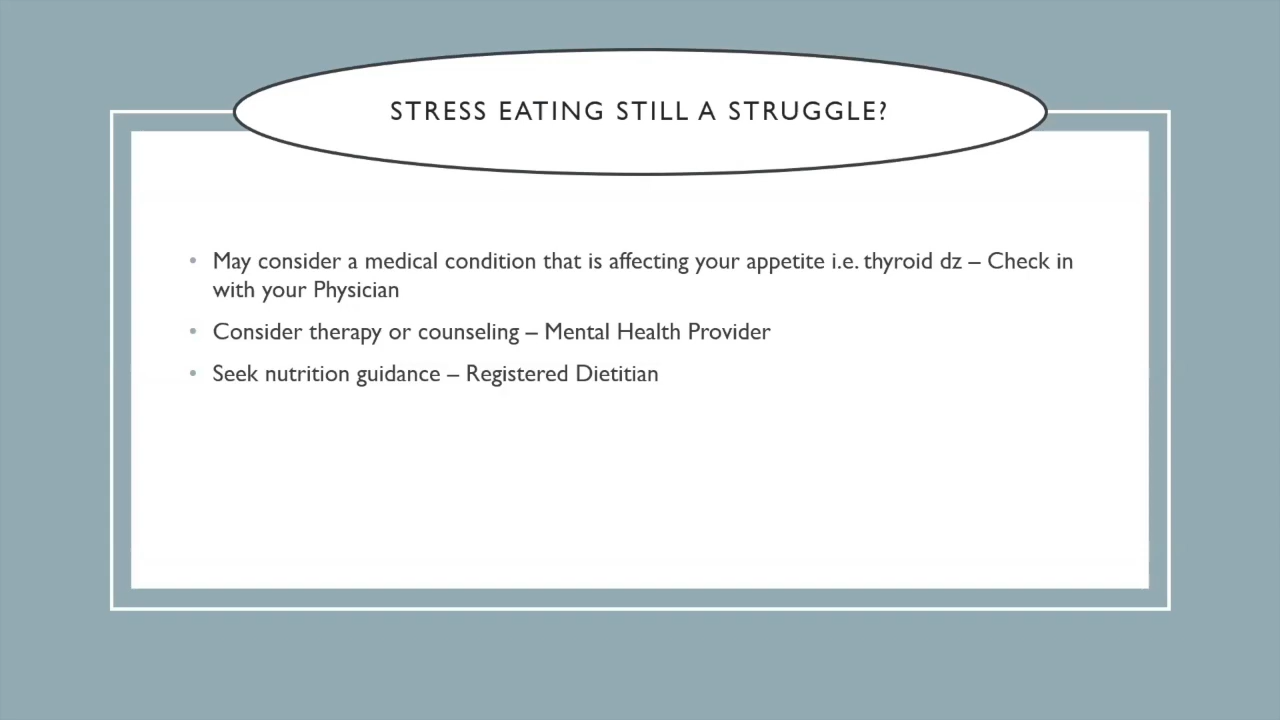 STRESS EATING STILL A STRUGGLE?
• May consider a medical condition that is affecting your appetite i.e. thyroid dz – Check in
with your Physician
• Consider therapy or counseling – Mental Health Provider
• Seek nutrition guidance – Registered Dietitian